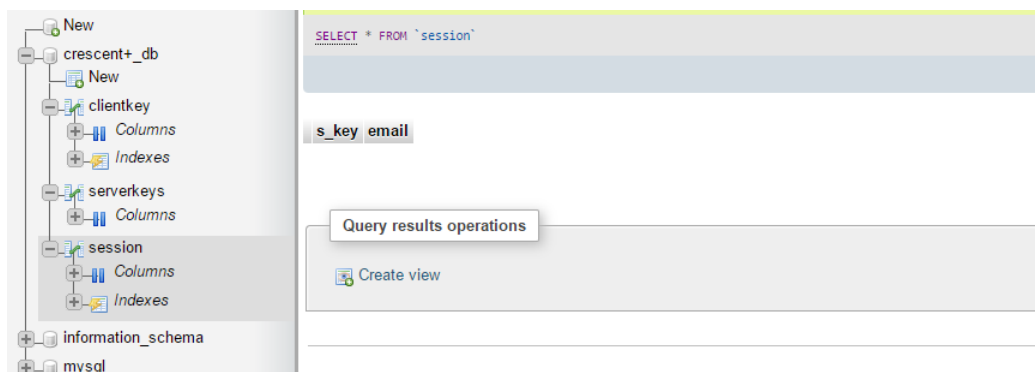 New
crescent+_db
New
clientkey
Columns
Indexes
serverkeys
Columns
session
Columns
Indexes
information_schema
mysql
SELECT * FROM `session`
s_key email
Query results operations
Create view